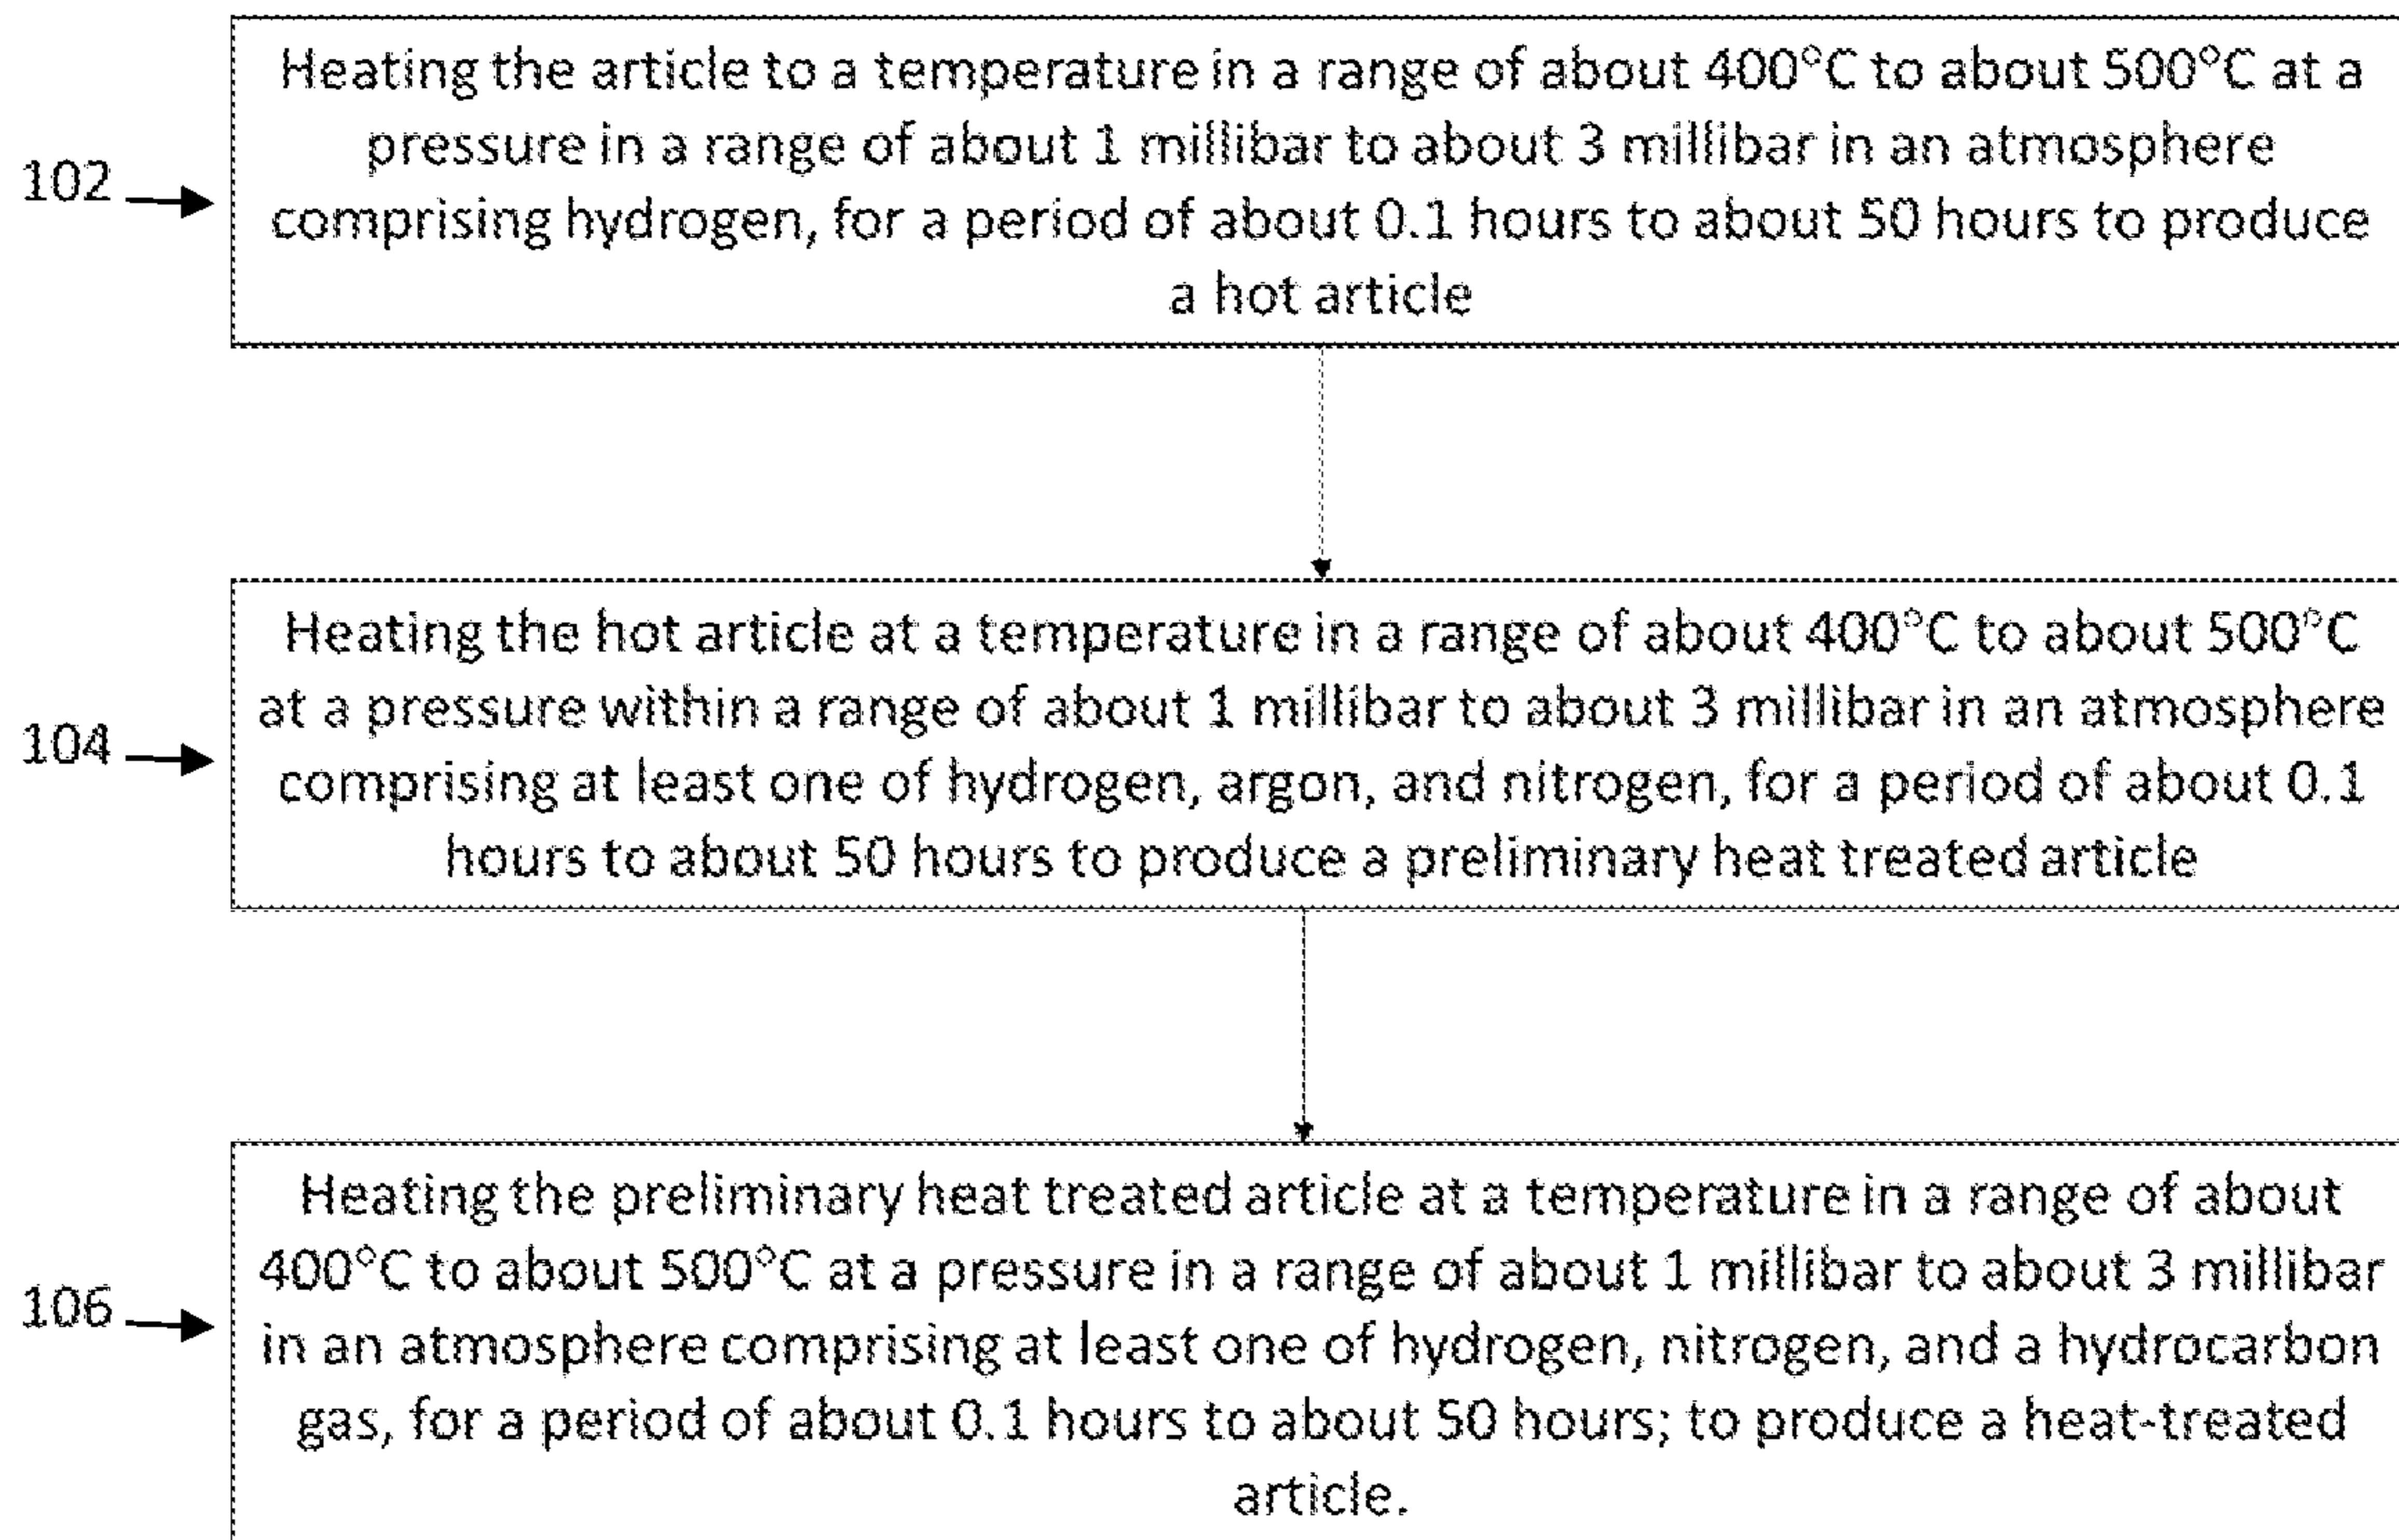 Heating the article to a temperature in a range of about 400°C to about 500°C at a
pressure in a range of about 1 millibar to about 3 millibar in an atmosphere
102
comprising hydrogen, for a period of about 0.1 hours to about 50 hours to produce
a hot article
Heating the hot article at a temperature in a range of about 400°C to about 500°C
at a pressure within a range of about 1 millibar to about 3 millibar in an atmosphere
104
comprising at least one of hydrogen, argon, and nitrogen, for a period of about 0.1
hours to about 50 hours to produce a preliminary heat treated article
Heating the preliminary heat treated article at a temperature in a range of about
400°C to about 500°C at a pressure in a range of about 1 millibar to about 3 millibar
106
in an atmosphere comprising at least one of hydrogen, nitrogen, and a hydrocarbon
gas, for a period of about 0.1 hours to about 50 hours; to produce a heat-treated
article.